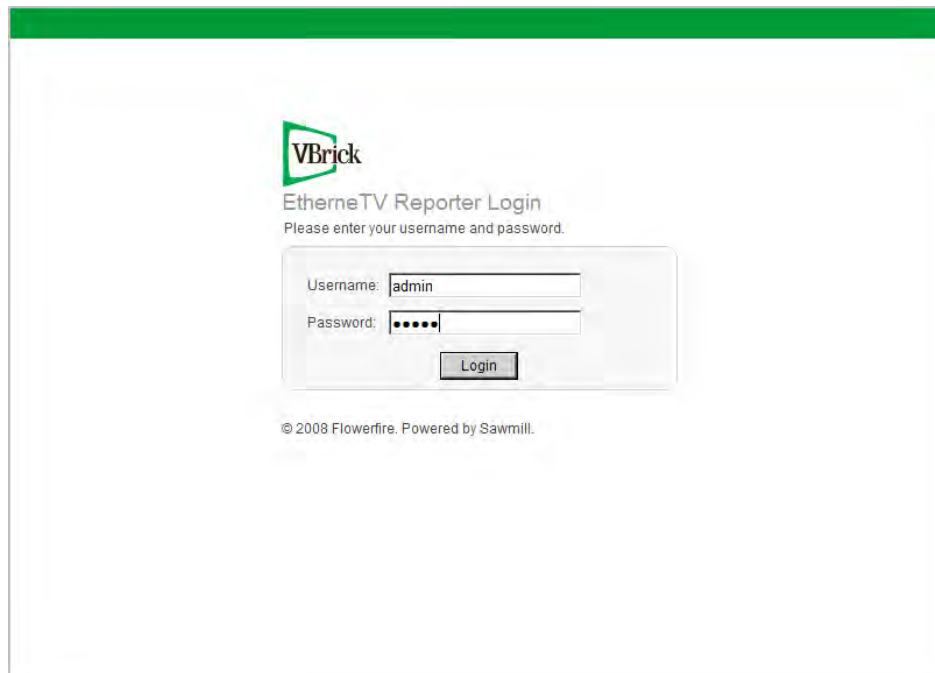 VBrick
EtherneTV Reporter Login
Please enter your username and password.
Username: admin
Password: •••••
Login
© 2008 Flowerfire. Powered by Sawmill.